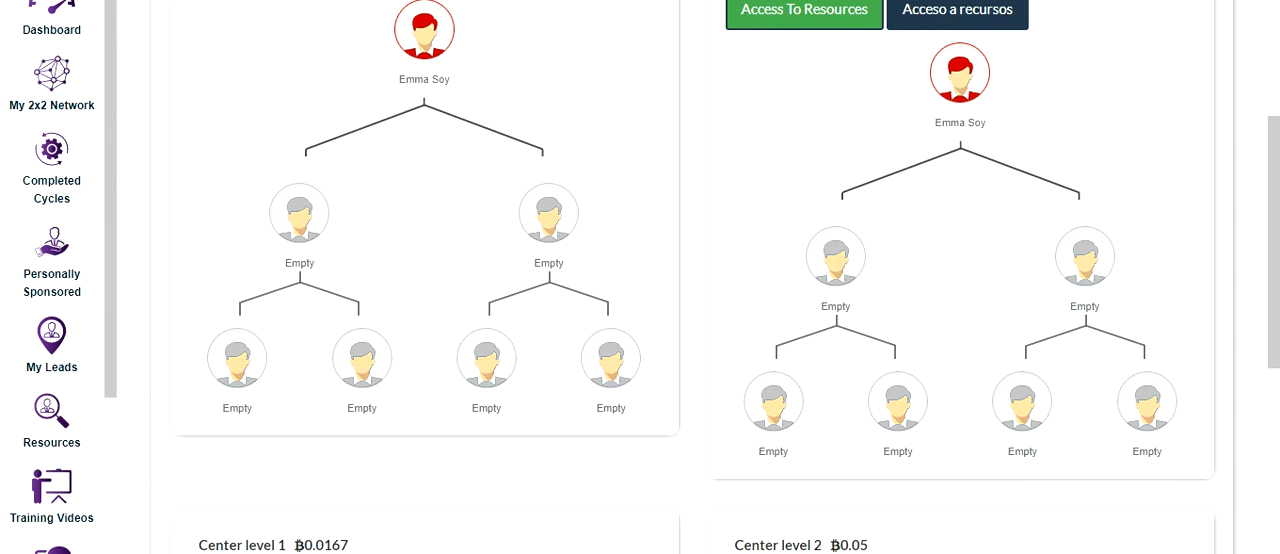 Dashboard
My 2x2 Network
Completed
Cycles
Personally
Sponsored
My Leads
Resources
Training Videos
Emma Soy
Empty
Empty
Empty
Empty
Empty
Empty
Access To Resources
Acceso a recursos
Emma Soy
Empty
Empty
Empty
Empty
Empty
Empty
Center level 1 ₿0.0167
Center level 2 ₿0.05